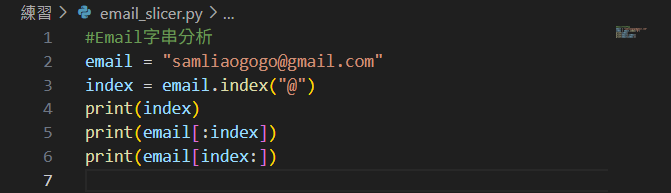 練習 > email_slicer.py > ...
1 #Email字串分析
2 email = "samliaogogo@gmail.com"
3 index = email.index("@")
4 print(index)
5 print(email[:index])
6 print(email[index:])
7